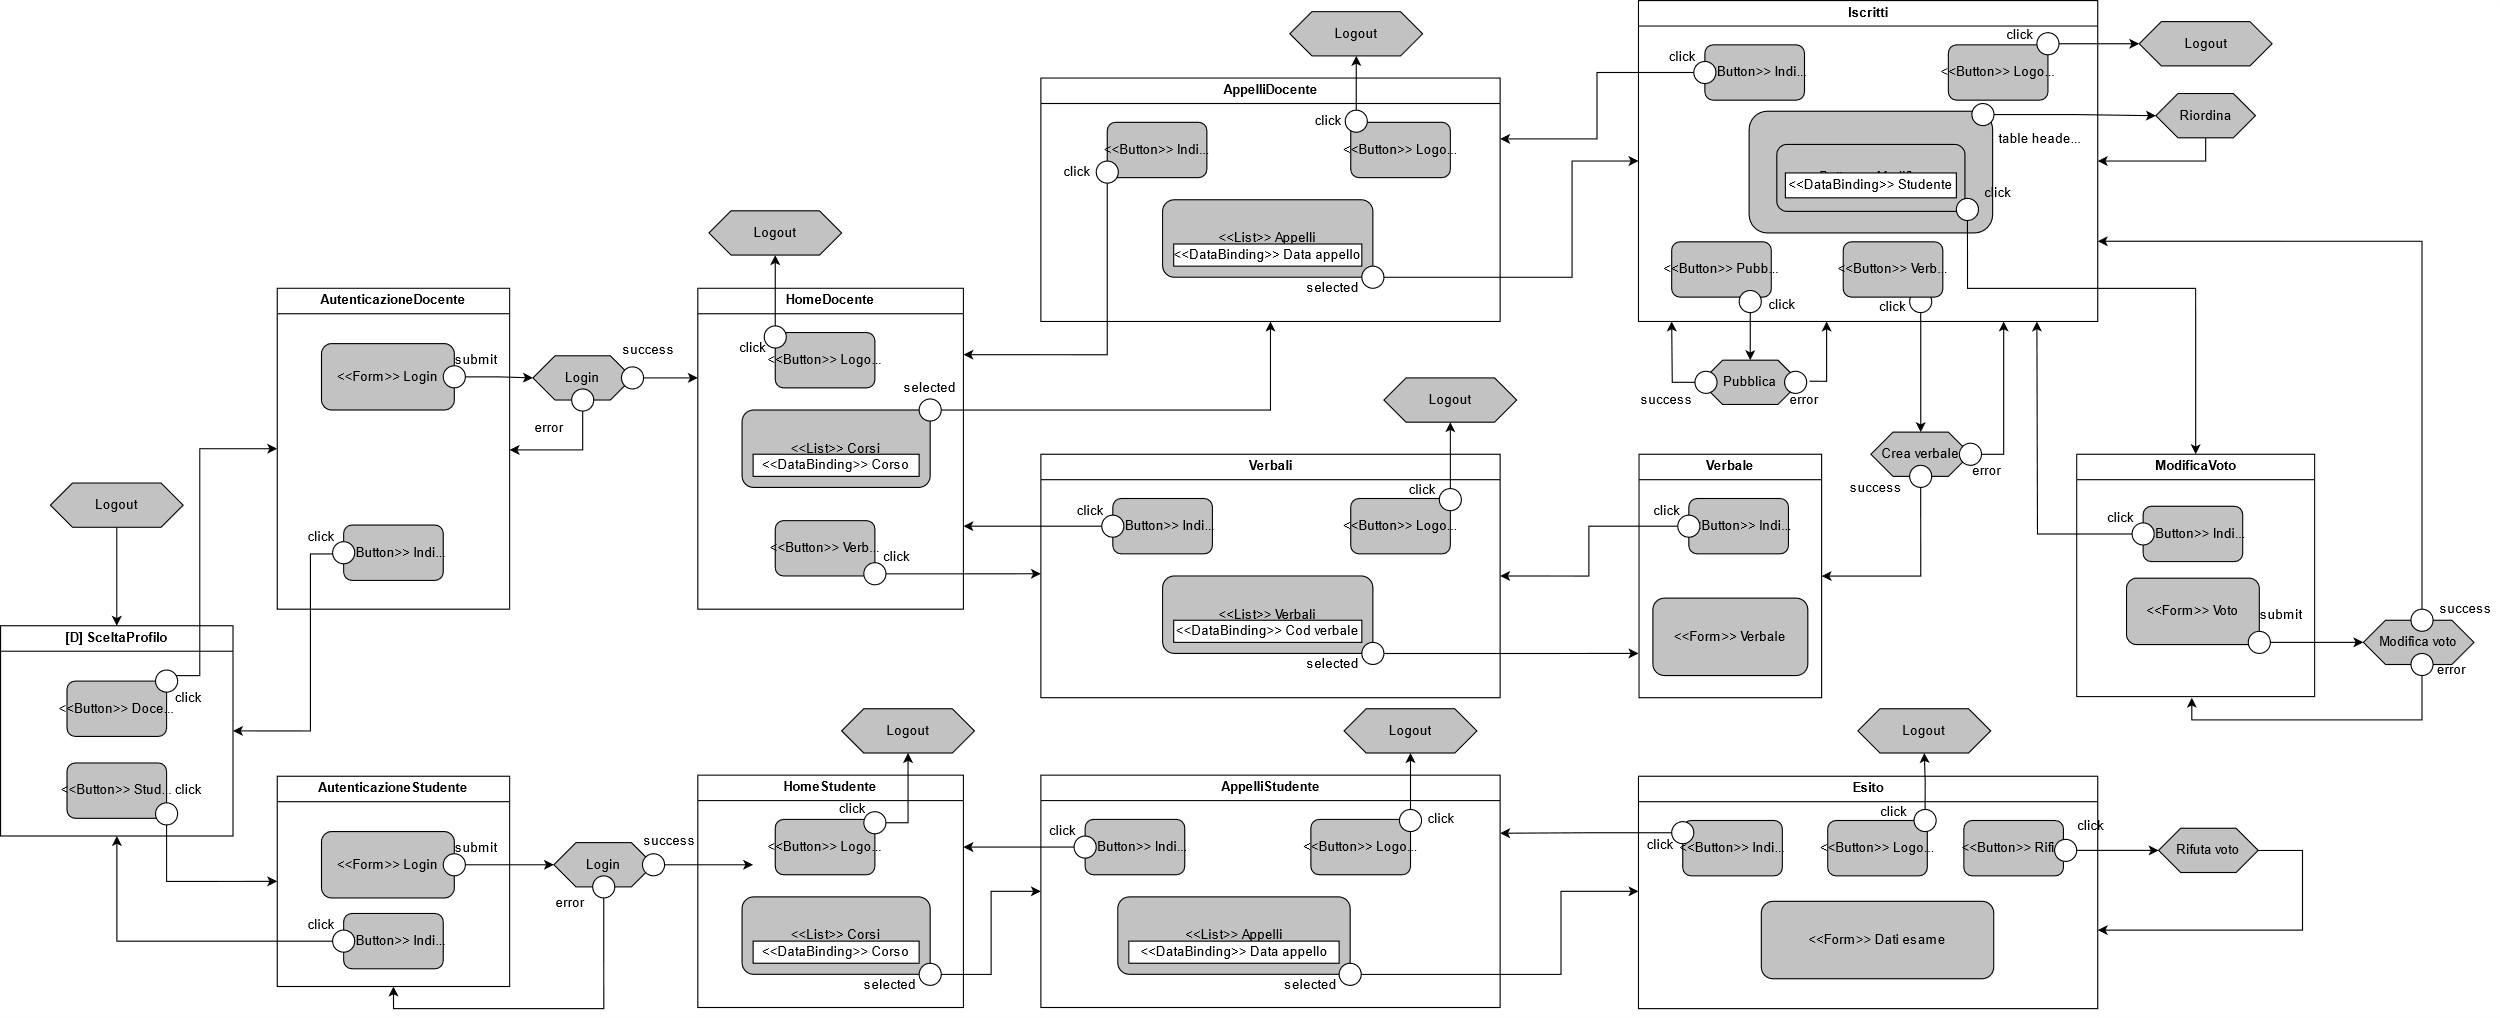 Logout
[D] SceltaProfilo
<<Button>> Doce...
click
<<Button>> Stud...
click
AutenticazioneDocente
<<Form>> Login
submit
click
Button>> Indi...
Login
success
error
Logout
HomeDocente
click
<<Button>> Logo...
selected
<<List>> Corsi
<<DataBinding>> Corso
<<Button>> Verb...
click
Logout
AppelliDocente
<<Button>> Indi...
click
click
<<Button>> Logo...
<<List>> Appelli
<<DataBinding>> Data appello
selected
Iscritti
click
Button>> Indi...
click
<<Button>> Logo...
Logout
Riordina
table heade...
<<DataBinding>> Studente
click
<<Button>> Pubb...
click
<<Button>> Verb...
click
Pubblica
success
error
Crea verbale
success
error
Logout
Verbali
click
Button>> Indi...
click
<<Button>> Logo...
<<List>> Verbali
<<DataBinding>> Cod verbale
selected
Verbale
click
Button>> Indi...
<<Form>> Verbale
ModificaVoto
click
Button>> Indi...
<<Form>> Voto
submit
success
Modifica voto
error
AutenticazioneStudente
<<Form>> Login
submit
click
Button>> Indi...
Login
success
error
Logout
HomeStudente
click
<<Button>> Logo...
<<List>> Corsi
<<DataBinding>> Corso
selected
Logout
AppelliStudente
click
Button>> Indi...
click
<<Button>> Logo...
<<List>> Appelli
<<DataBinding>> Data appello
selected
Logout
Esito
click
<Button>> Indi...
click
<<Button>> Logo...
click
<<Button>> Rifi
Rifuta voto
<<Form>> Dati esame